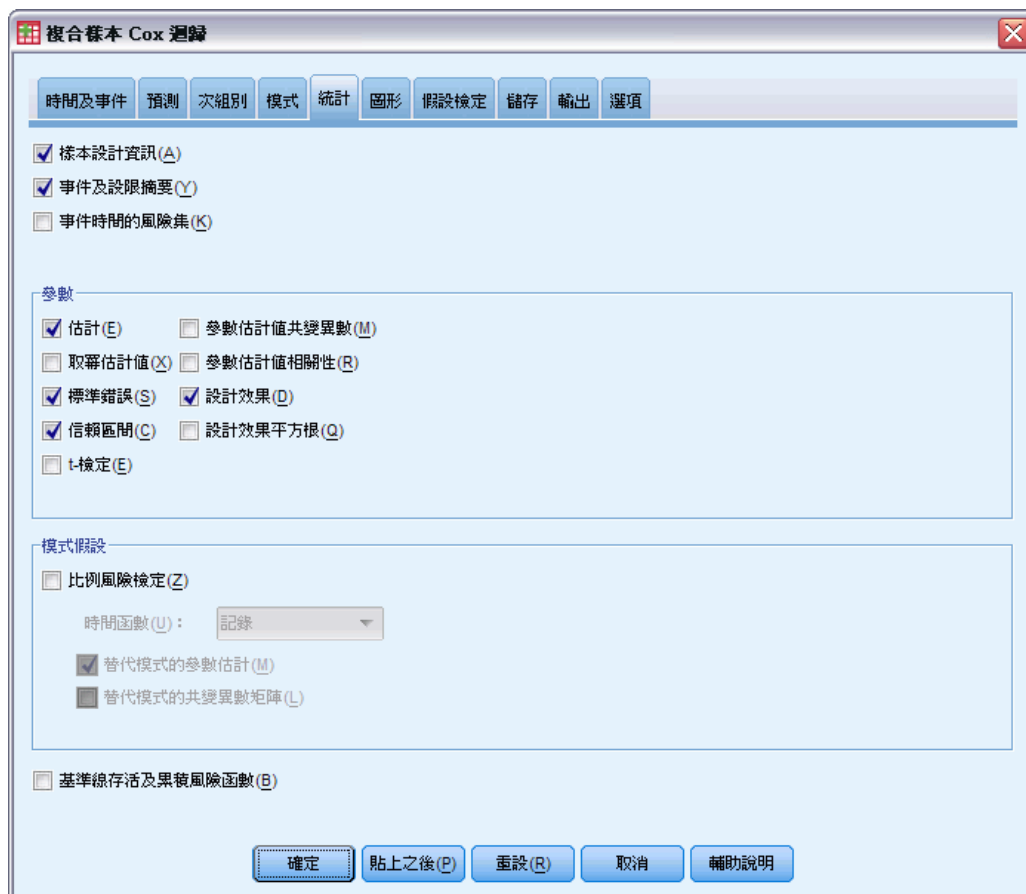 複合樣本 Cox 迴歸
時間及事件 預測 次組別 模式 統計 圖形 假設檢定 儲存 輸出 選項
樣本設計資訊(A)
事件及設限摘要(Y)
事件時間的風險集(K)
參數
估計(E) 參數估計值共變異數(M)
取冪估計值(X) 參數估計值相關性(R)
標準錯誤(S) 設計效果(D)
信賴區間(C) 設計效果平方根(Q)
t-檢定(E)
模式假設
比例風險檢定(Z)
時間函數(U)： 記錄
替代模式的參數估計(M)
替代模式的共變異數矩陣(L)
基準線存活及累積風險函數(B)
確定 貼上之後(P) 重設(R) 取消 輔助說明